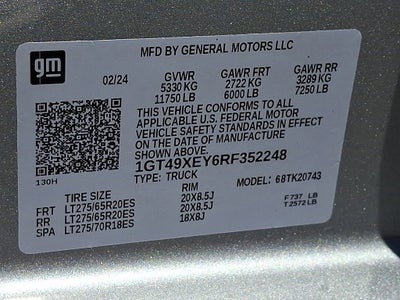 MFD BY GENERAL MOTORS LLC
gm
02/24 GVWR GAWR FRT GAWR RR
5330 KG 2722 KG 3289 KG
11750 LB 6000 LB 7250 LB
THIS VEHICLE CONFORMS TO ALL
APPLICABLE U.S. FEDERAL MOTOR
VEHICLE SAFETY STANDARDS IN EFFECT
ON THE DATE OF MANUFACTURE
SHOWN ABOVE.
1GT49XEY6RF352248
130H
TYPE: TRUCK MODEL: 68TK20743
TIRE SIZE RIM
FRT LT275/65R20ES 20X8.5J F 737 LB
RR LT275/65R20ES 20X8.5J T 2572 LB
SPA LT275/70R18ES 18X8J